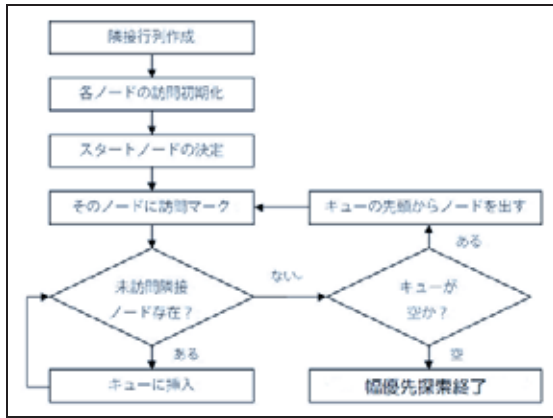 隣接行列作成
各ノードの訪問初期化
スタートノードの決定
そのノードに訪問マーク
キューの先頭からノードを出す
ある
未訪問隣接
ノード存在？
ない
キューが
空か？
ある
空
キューに挿入
幅優先探索終了